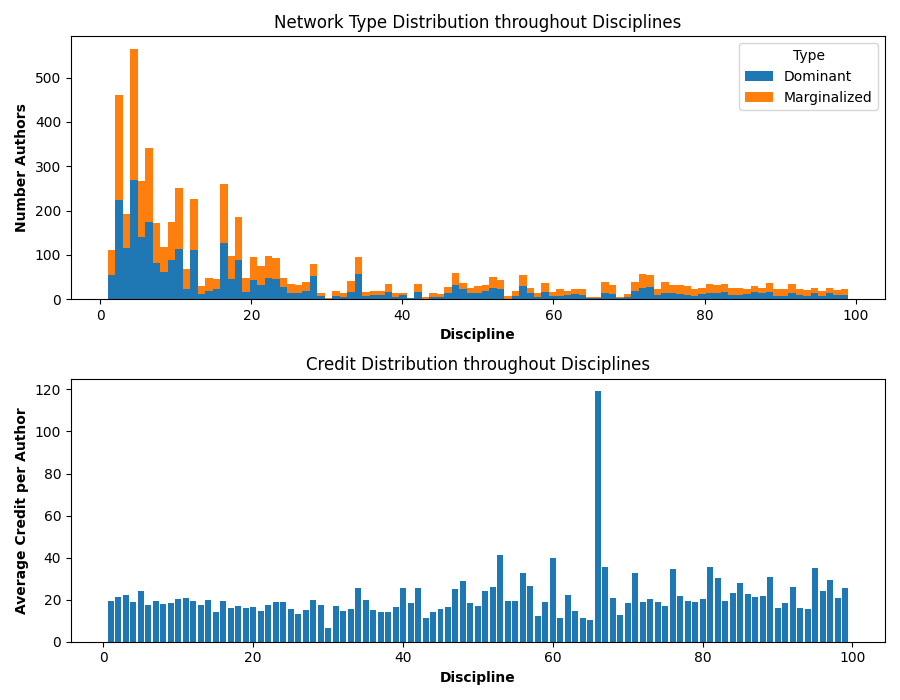 Network Type Distribution throughout Disciplines
Number Authors
500
400
300
200
100
0
Type
Dominant
Marginalized
0 20 40 60 80 100
Discipline
Credit Distribution throughout Disciplines
Average Credit per Author
120
100
80
60
40
20
0
0 20 40 60 80 100
Discipline